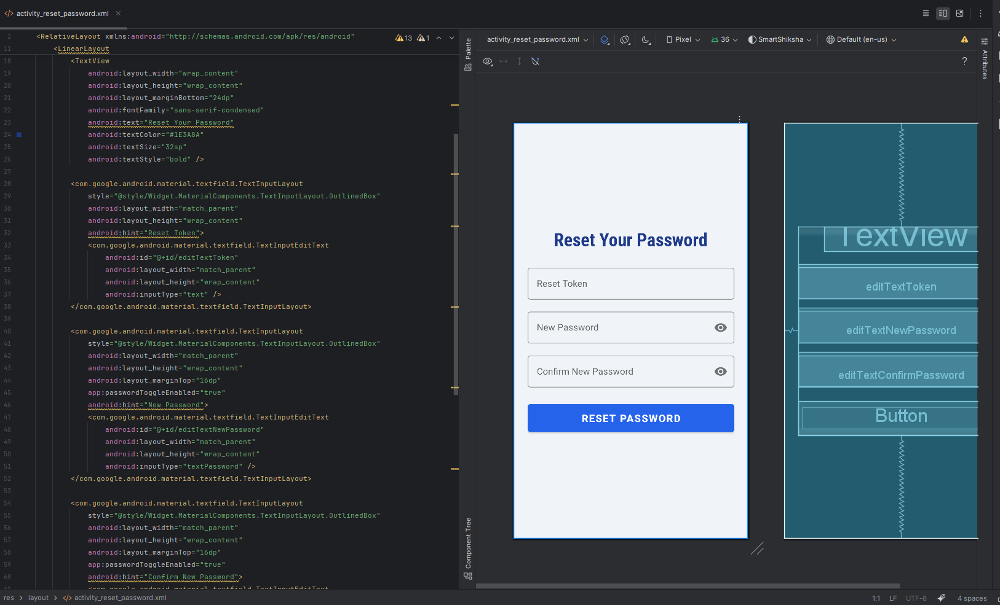 </> activity_reset_password.xml ×
2 <RelativeLayout xmlns:android="http://schemas.android.com/apk/res/android" 13 1
11 <LinearLayout
18 <TextView
19 android:layout_width="wrap_content"
20 android:layout_height="wrap_content"
21 android:layout_marginBottom="24dp"
22 android:fontFamily="sans-serif-condensed"
23 android:text="Reset Your Password"
24 android:textColor="#1E3A8A"
25 android:textSize="32sp"
26 android:textStyle="bold" />
27
28 <com.google.android.material.textfield.TextInputLayout
29 style="@style/Widget.MaterialComponents.TextInputLayout.OutlinedBox"
30 android:layout_width="match_parent"
31 android:layout_height="wrap_content"
32 android:hint="Reset Token">
33 <com.google.android.material.textfield.TextInputEditText
34 android:id="@+id/editTextToken"
35 android:layout_width="match_parent"
36 android:layout_height="wrap_content"
37 android:inputType="text" />
38 </com.google.android.material.textfield.TextInputLayout>
39
40 <com.google.android.material.textfield.TextInputLayout
41 style="@style/Widget.MaterialComponents.TextInputLayout.OutlinedBox"
42 android:layout_width="match_parent"
43 android:layout_height="wrap_content"
44 android:layout_marginTop="16dp"
45 app:passwordToggleEnabled="true"
46 android:hint="New Password">
47 <com.google.android.material.textfield.TextInputEditText
48 android:id="@+id/editTextNewPassword"
49 android:layout_width="match_parent"
50 android:layout_height="wrap_content"
51 android:inputType="textPassword" />
52 </com.google.android.material.textfield.TextInputLayout>
53
54 <com.google.android.material.textfield.TextInputLayout
55 style="@style/Widget.MaterialComponents.TextInputLayout.OutlinedBox"
56 android:layout_width="match_parent"
57 android:layout_height="wrap_content"
58 android:layout_marginTop="16dp"
59 app:passwordToggleEnabled="true"
60 android:hint="Confirm New Password">
61 <com.google.android.material.textfield.TextInputEditText
Palette
Component Tree
activity_reset_password.xml Pixel 36 SmartShiksha Default (en-us)
?
Attributes
Reset Your Password
Reset Token
New Password
Confirm New Password
RESET PASSWORD
TextView
editTextToken
editTextNewPassword
editTextConfirmPassword
Button
res > layout > </> activity_reset_password.xml
1:1 LF UTF-8 4 spaces